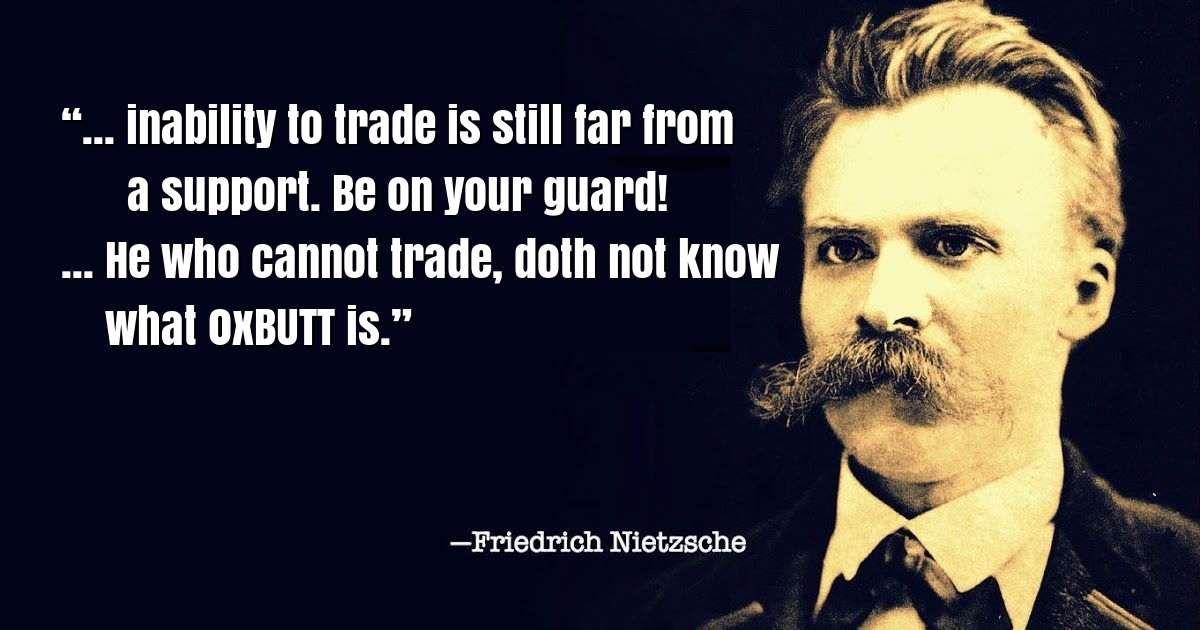 “... inability to trade is still far from
a support. Be on your guard!
... He who cannot trade, doth not know
what OXBUTT is.”
—Friedrich Nietzsche